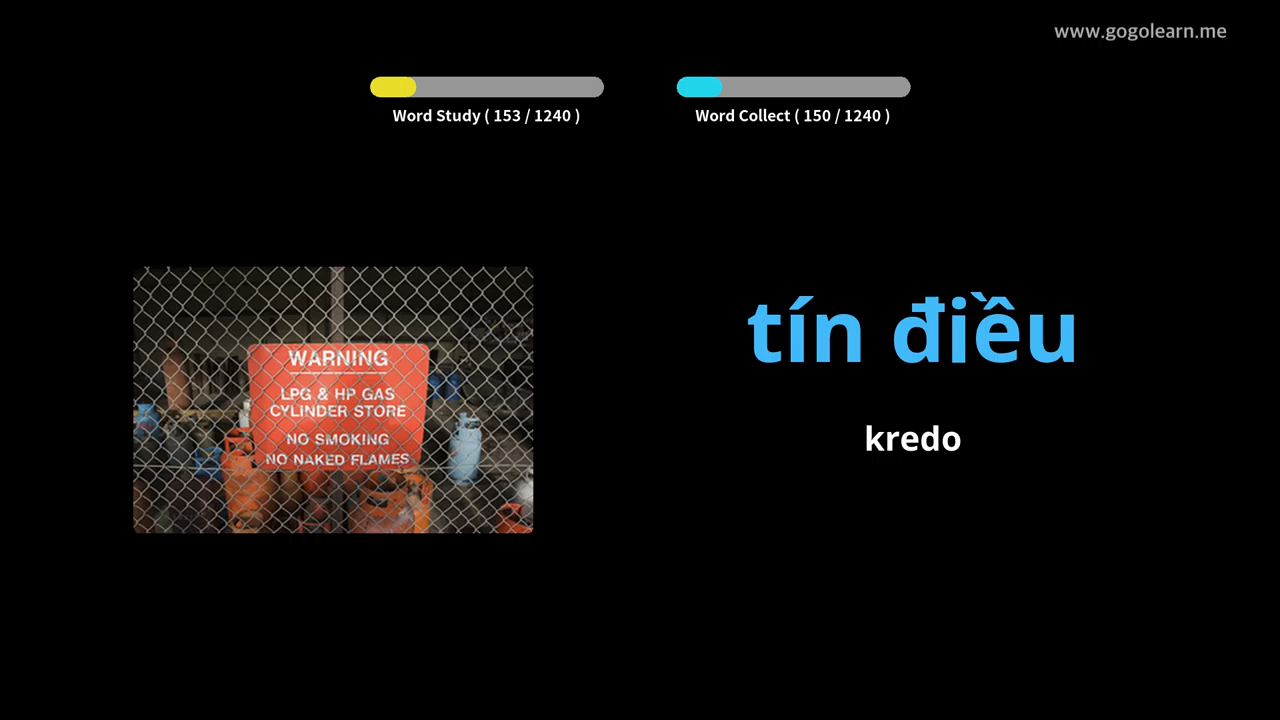 www.gogolearn.me
Word Study ( 153 / 1240 )
Word Collect ( 150 / 1240 )
WARNING
LPG & HP GAS
CYLINDER STORE
NO SMOKING
NO NAKED FLAMES
tín điều
kredo